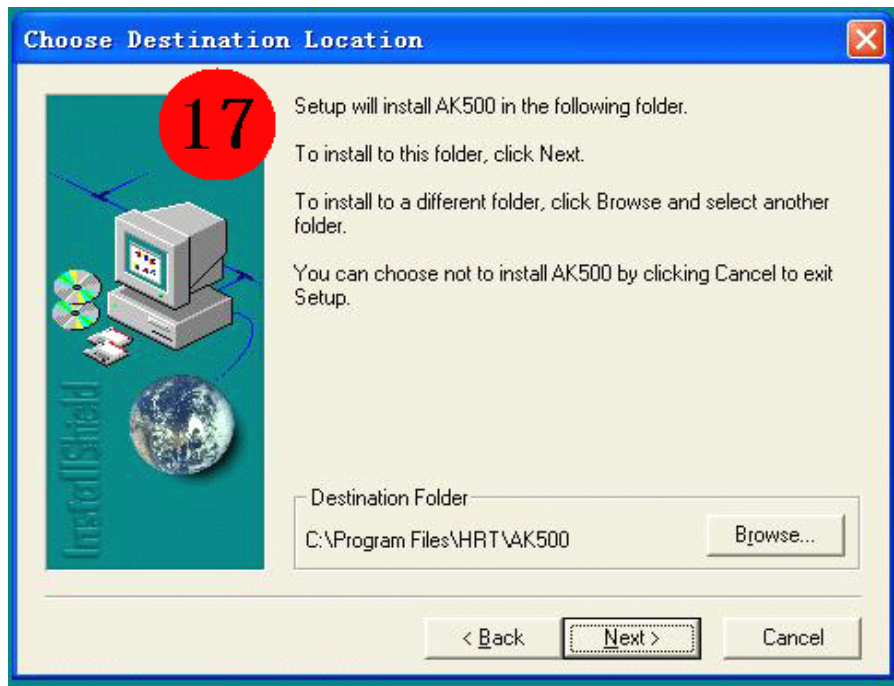 Choose Destination Location
17
Setup will install AK500 in the following folder.
To install to this folder, click Next.
To install to a different folder, click Browse and select another
folder.
You can choose not to install AK500 by clicking Cancel to exit
Setup.
InstallShield
Destination Folder
C:\Program Files\HRT\AK500
Browse...
< Back
Next >
Cancel